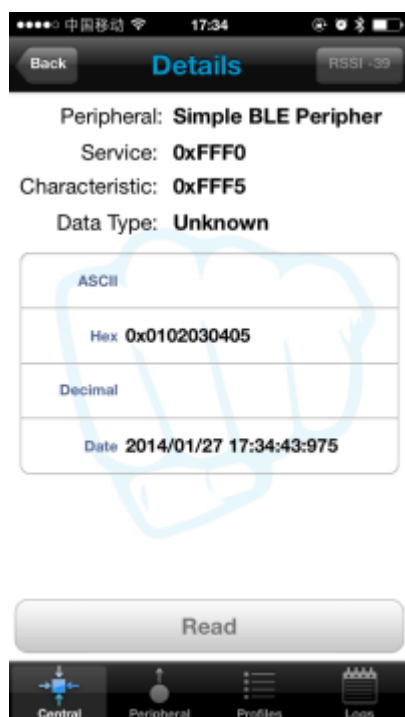 中国移动 17:34
Back Details RSSI -39
Peripheral: Simple BLE Peripher
Service: 0xFFF0
Characteristic: 0xFFF5
Data Type: Unknown
ASCII
Hex 0x0102030405
Decimal
Date 2014/01/27 17:34:43:975
Read
Central Peripheral Profiles Logs